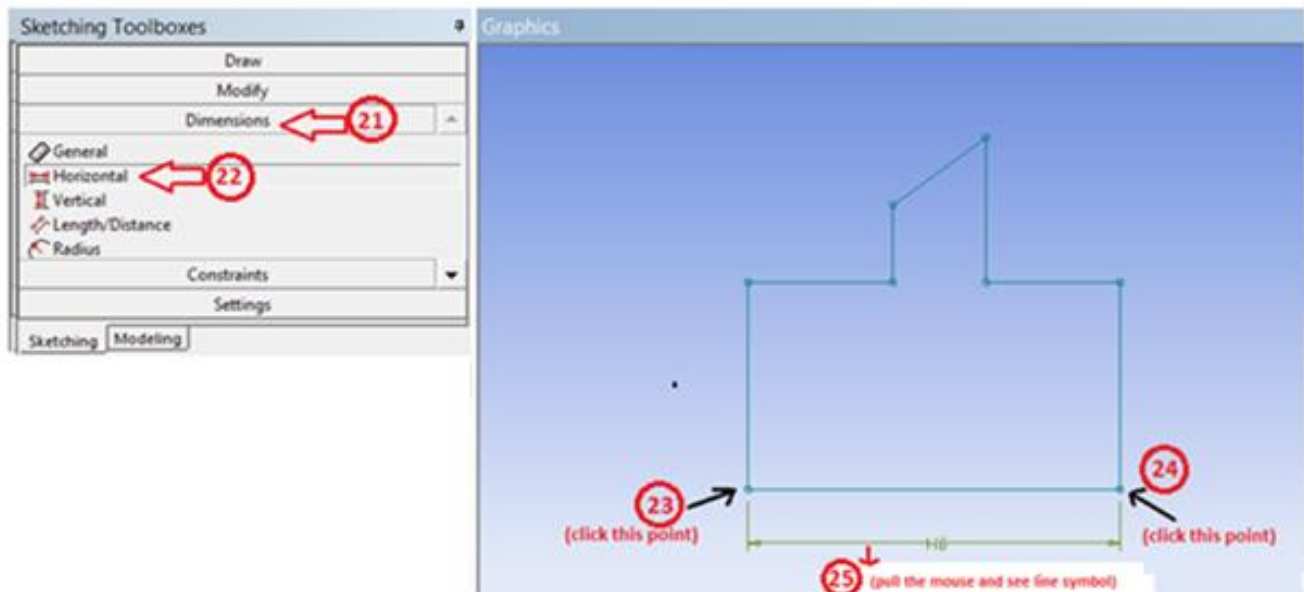 Sketching Toolboxes
Draw
Modify
Dimensions
21
General
Horizontal
22
Vertical
Length/Distance
Radius
Constraints
Settings
Sketching
Modeling
Graphics
23
(click this point)
24
(click this point)
H6
25
(pull the mouse and see line symbol)